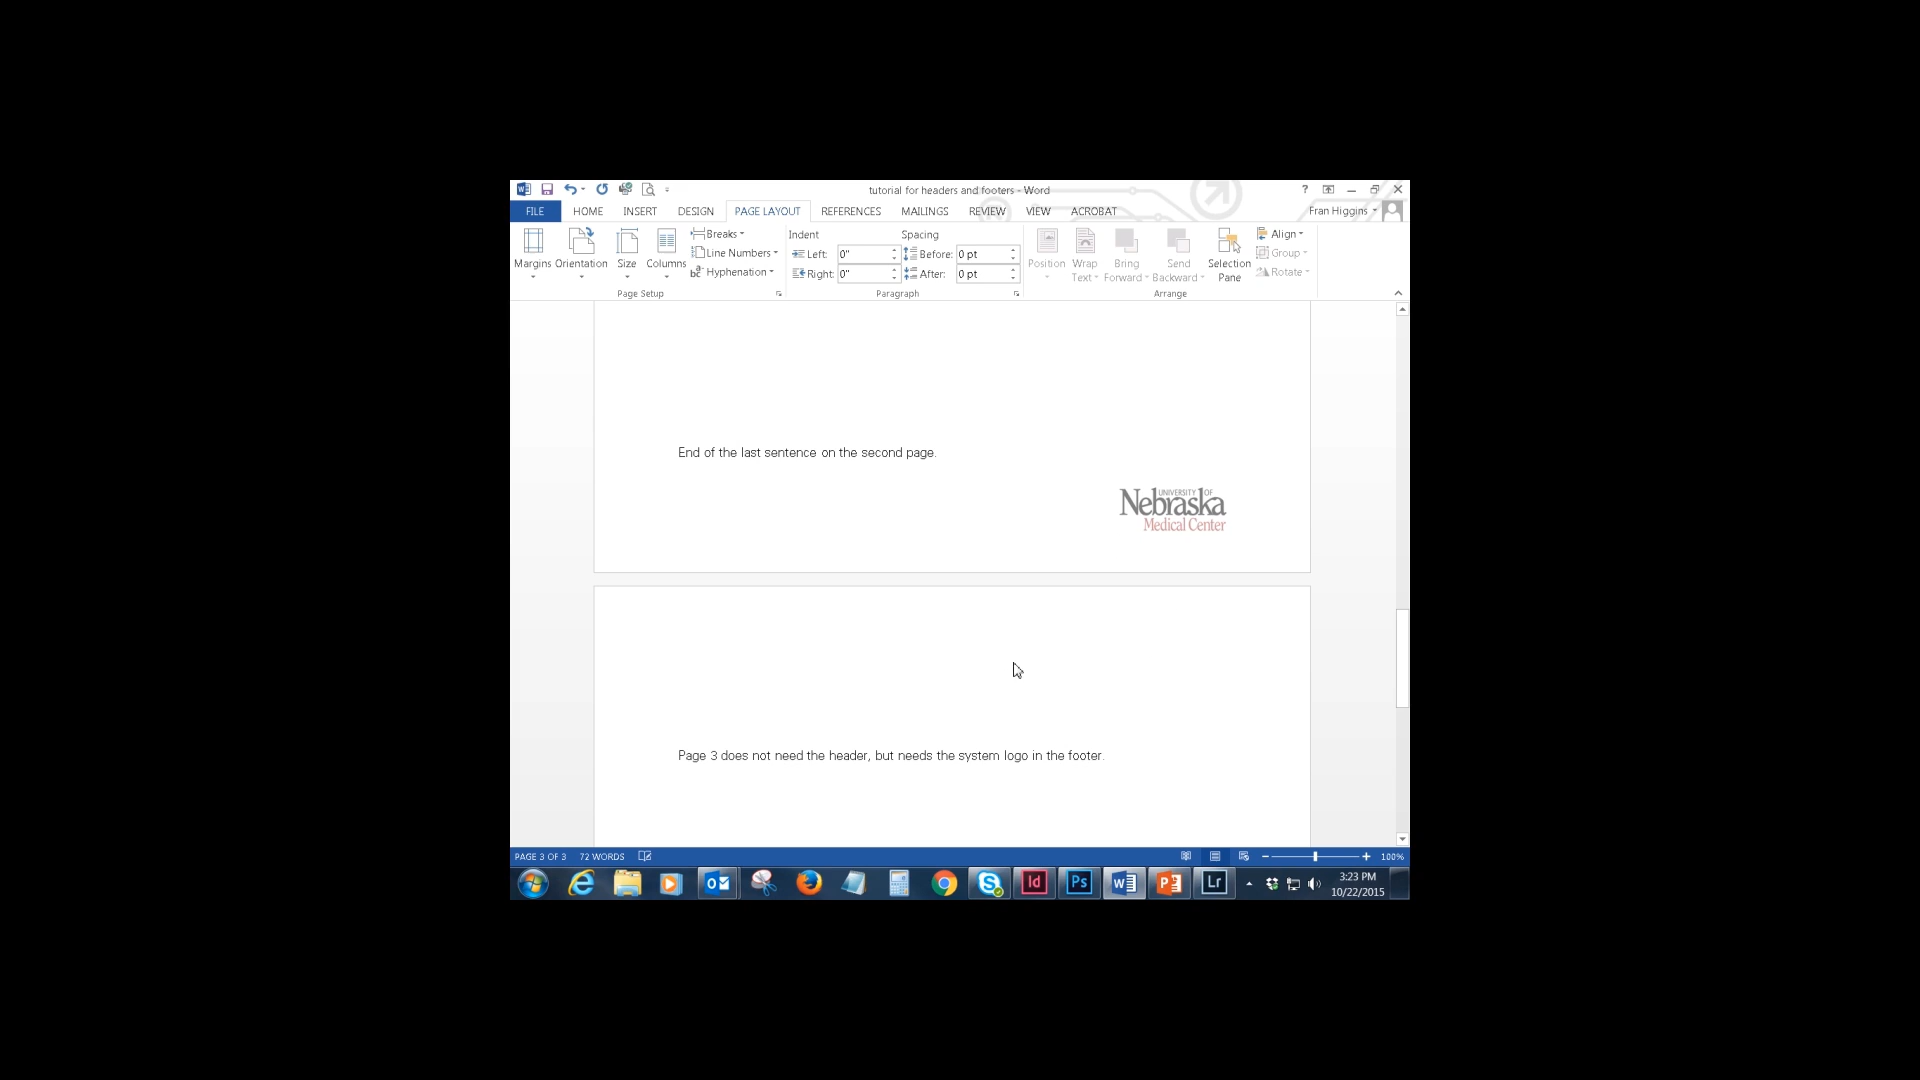 tutorial for headers and footers - Word
FILE HOME INSERT DESIGN PAGE LAYOUT REFERENCES MAILINGS REVIEW VIEW ACROBAT Fran Higgins
Margins Orientation Size Columns
Breaks
Line Numbers
Hyphenation
Page Setup
Indent Spacing
Left: 0" Before: 0 pt
Right: 0" After: 0 pt
Paragraph
Position Wrap Text Bring Forward Send Backward Selection Pane
Align
Group
Rotate
Arrange
End of the last sentence on the second page.
UNIVERSITY OF
Nebraska
Medical Center
Page 3 does not need the header, but needs the system logo in the footer.
PAGE 3 OF 3 72 WORDS 100%
Id Ps Lr
3:23 PM
10/22/2015